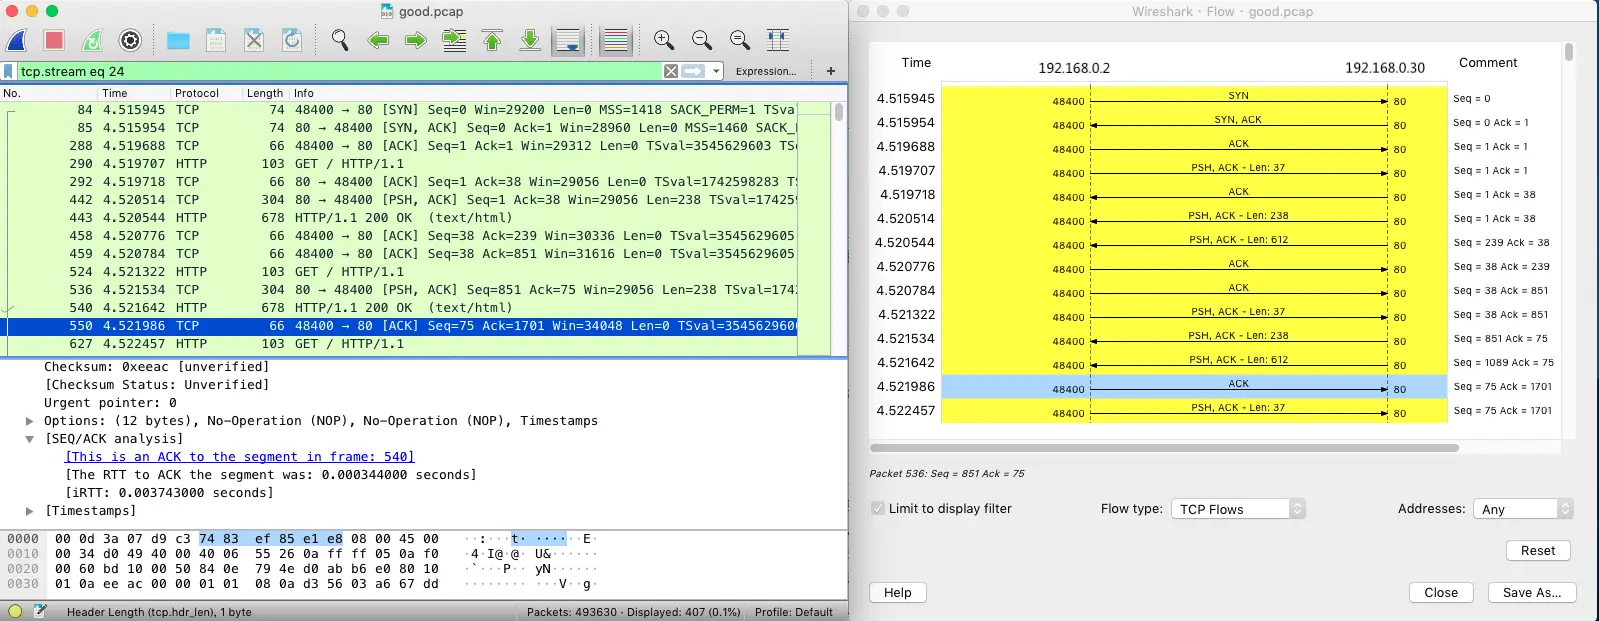 good.pcap
tcp.stream eq 24
Expression...
+
No. Time Protocol Length Info
84 4.515945 TCP 74 48400 → 80 [SYN] Seq=0 Win=29200 Len=0 MSS=1418 SACK_PERM=1 TSva
85 4.515954 TCP 74 80 → 48400 [SYN, ACK] Seq=0 Ack=1 Win=28960 Len=0 MSS=1460 SACK_
288 4.519688 TCP 66 48400 → 80 [ACK] Seq=1 Ack=1 Win=29312 Len=0 TSval=3545629603 TS
290 4.519707 HTTP 103 GET / HTTP/1.1
292 4.519718 TCP 66 80 → 48400 [ACK] Seq=1 Ack=38 Win=29056 Len=0 TSval=1742598283 T
442 4.520514 TCP 304 80 → 48400 [PSH, ACK] Seq=1 Ack=38 Win=29056 Len=238 TSval=17425
443 4.520544 HTTP 678 HTTP/1.1 200 OK (text/html)
458 4.520776 TCP 66 48400 → 80 [ACK] Seq=38 Ack=239 Win=30336 Len=0 TSval=3545629605
459 4.520784 TCP 66 48400 → 80 [ACK] Seq=38 Ack=851 Win=31616 Len=0 TSval=3545629605
524 4.521322 HTTP 103 GET / HTTP/1.1
536 4.521534 TCP 304 80 → 48400 [PSH, ACK] Seq=851 Ack=75 Win=29056 Len=238 TSval=174
540 4.521642 HTTP 678 HTTP/1.1 200 OK (text/html)
550 4.521986 TCP 66 48400 → 80 [ACK] Seq=75 Ack=1701 Win=34048 Len=0 TSval=354562960
627 4.522457 HTTP 103 GET / HTTP/1.1
Checksum: 0xeeac [unverified]
[Checksum Status: Unverified]
Urgent pointer: 0
Options: (12 bytes), No-Operation (NOP), No-Operation (NOP), Timestamps
[SEQ/ACK analysis]
[This is an ACK to the segment in frame: 540]
[The RTT to ACK the segment was: 0.000344000 seconds]
[iRTT: 0.003743000 seconds]
[Timestamps]
0000 00 0d 3a 07 d9 c3 74 83 ef 85 e1 e8 08 00 45 00 ··:···t· ······E·
0010 00 34 d0 49 40 00 40 06 55 26 0a ff ff 05 0a f0 ·4·I@·@· U&······
0020 00 60 bd 10 00 50 84 0e 79 4e d0 ab b6 e0 80 10 ·`···P·· yN······
0030 01 0a ee ac 00 00 01 01 08 0a d3 56 03 a6 67 dd ········ ···V··g·
Header Length (tcp.hdr_len), 1 byte
Packets: 493630 · Displayed: 407 (0.1%)
Profile: Default
Wireshark · Flow · good.pcap
Time 192.168.0.2 192.168.0.30 Comment
4.515945 48400 SYN 80 Seq = 0
4.515954 48400 SYN, ACK 80 Seq = 0 Ack = 1
4.519688 48400 ACK 80 Seq = 1 Ack = 1
4.519707 48400 PSH, ACK - Len: 37 80 Seq = 1 Ack = 1
4.519718 48400 ACK 80 Seq = 1 Ack = 38
4.520514 48400 PSH, ACK - Len: 238 80 Seq = 1 Ack = 38
4.520544 48400 PSH, ACK - Len: 612 80 Seq = 239 Ack = 38
4.520776 48400 ACK 80 Seq = 38 Ack = 239
4.520784 48400 ACK 80 Seq = 38 Ack = 851
4.521322 48400 PSH, ACK - Len: 37 80 Seq = 38 Ack = 851
4.521534 48400 PSH, ACK - Len: 238 80 Seq = 851 Ack = 75
4.521642 48400 PSH, ACK - Len: 612 80 Seq = 1089 Ack = 75
4.521986 48400 ACK 80 Seq = 75 Ack = 1701
4.522457 48400 PSH, ACK - Len: 37 80 Seq = 75 Ack = 1701
Packet 536: Seq = 851 Ack = 75
Limit to display filter
Flow type: TCP Flows
Addresses: Any
Reset
Help
Close
Save As...